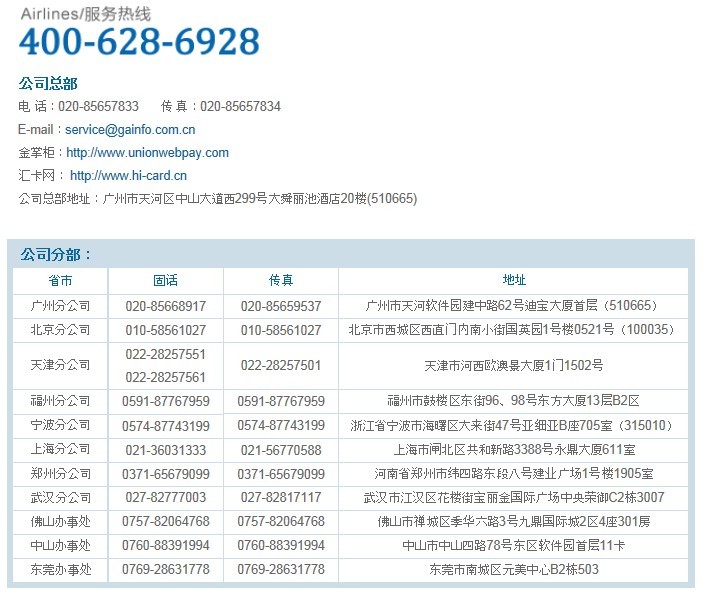 Airlines/服务热线
400-628-6928
公司总部
电 话：020-85657833 传 真：020-85657834
E-mail：service@gainfo.com.cn
金掌柜：http://www.unionwebpay.com
汇卡网： http://www.hi-card.cn
公司总部地址：广州市天河区中山大道西299号大舜丽池酒店20楼(510665)
公司分部：
省市 固话 传真 地址
广州分公司 020-85668917 020-85659537 广州市天河软件园建中路62号迪宝大厦首层（510665）
北京分公司 010-58561027 010-58561027 北京市西城区西直门内南小街国英园1号楼0521号（100035）
天津分公司 022-28257551 022-28257501 天津市河西欧澳景大厦1门1502号
022-28257561
福州分公司 0591-87767959 0591-87767959 福州市鼓楼区东街96、98号东方大厦13层B2区
宁波分公司 0574-87743199 0574-87743199 浙江省宁波市海曙区大来街47号亚细亚B座705室（315010）
上海分公司 021-36031333 021-56770588 上海市闸北区共和新路3388号永鼎大厦611室
郑州分公司 0371-65679099 0371-65679099 河南省郑州市纬四路东段八号建业广场1号楼1905室
武汉分公司 027-82777003 027-82817117 武汉市江汉区花楼街宝丽金国际广场中央荣御C2栋3007
佛山办事处 0757-82064768 0757-82064768 佛山市禅城区季华六路3号九鼎国际城2区4座301房
中山办事处 0760-88391994 0760-88391994 中山市中山四路78号东区软件园首层11卡
东莞办事处 0769-28631778 0769-28631778 东莞市南城区元美中心B2栋503